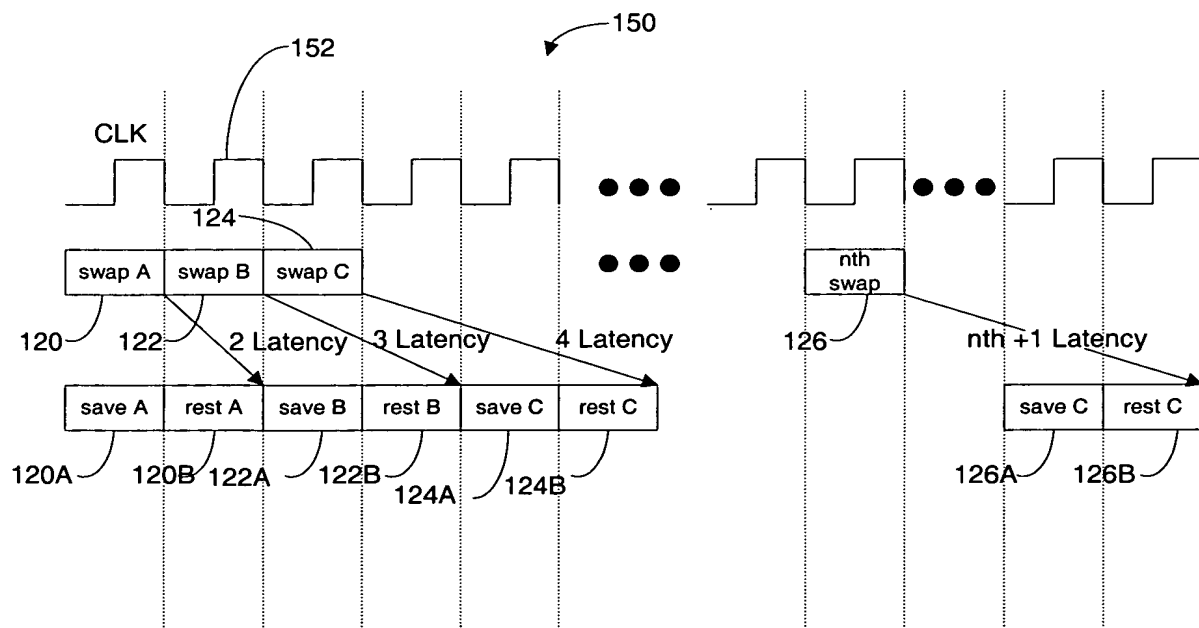 150
152
CLK
124
swap A swap B swap C nth swap
120 122 2 Latency 3 Latency 4 Latency 126 nth +1 Latency
save A rest A save B rest B save C rest C save C rest C
120A 120B 122A 122B 124A 124B 126A 126B